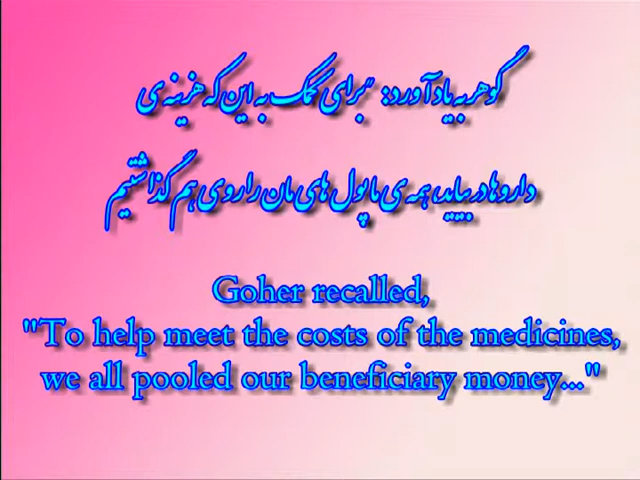 گوهر به یاد آورد: "برای کمک به این که هزینه ی
داروها در بیاید، همه ی ما پول های مان را روی هم گذاشتیم
Goher recalled,
"To help meet the costs of the medicines,
we all pooled our beneficiary money..."